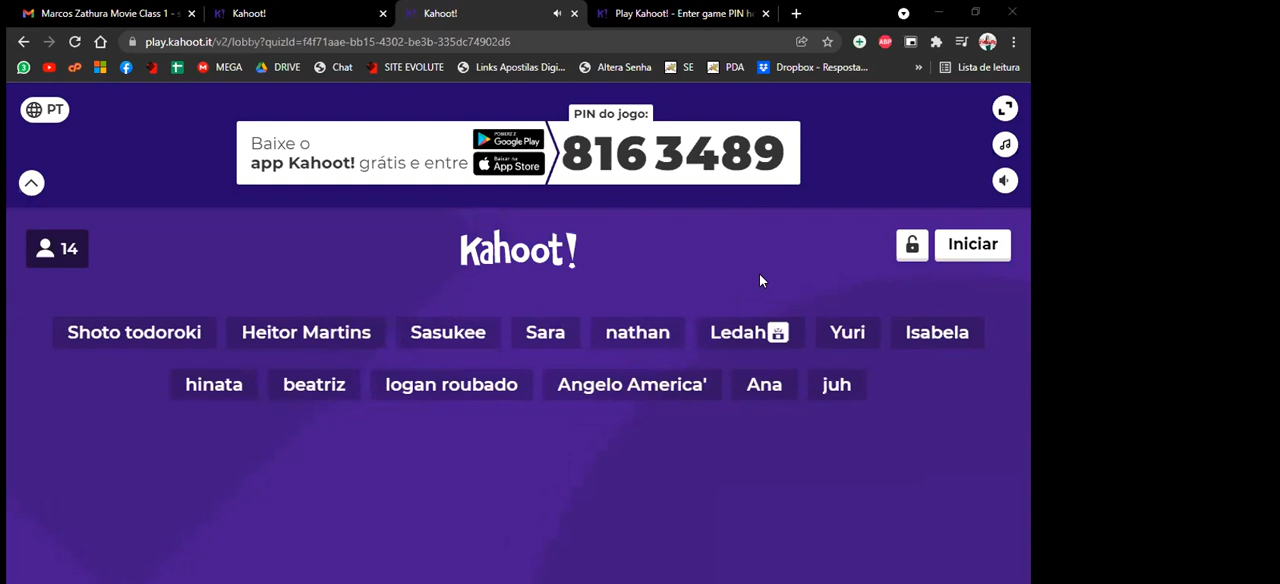 Marcos Zathura Movie Class 1 - s
Kahoot!
Kahoot!
Play Kahoot! - Enter game PIN h
play.kahoot.it/v2/lobby?quizId=f4f71aae-bb15-4302-be3b-335dc74902d6
MEGA DRIVE Chat SITE EVOLUTE Links Apostilas Digi... Altera Senha SE PDA Dropbox - Resposta... » Lista de leitura
PT
PIN do jogo:
Baixe o
app Kahoot! grátis e entre
Google Play
Baixar na
App Store
816 3489
14
Kahoot!
Iniciar
Shoto todoroki Heitor Martins Sasukee Sara nathan Ledah Yuri Isabela
hinata beatriz logan roubado Angelo America' Ana juh